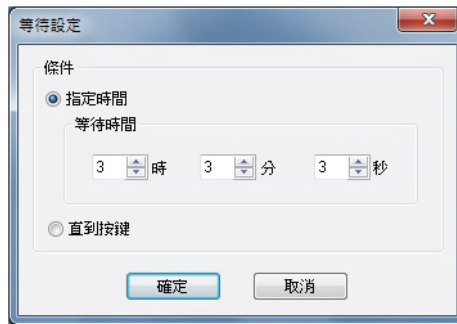 等待設定
條件
指定時間
等待時間
3 時 3 分 3 秒
直到按鍵
確定 取消